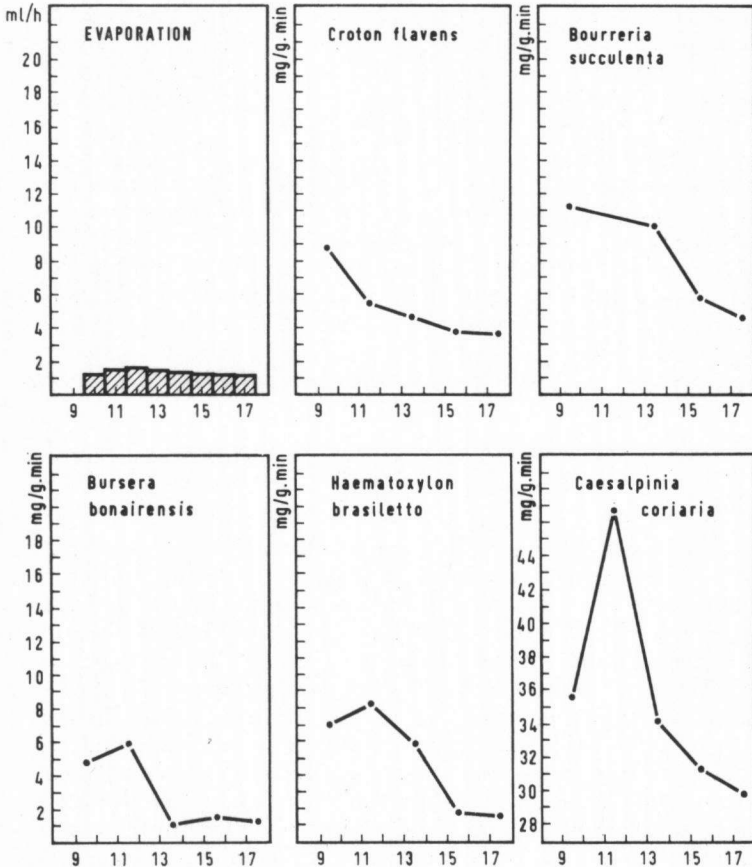 ml/h
EVAPORATION
20
18
16
14
12
10
8
6
4
2
9 11 13 15 17
mg/g.min
Croton flavens
9 11 13 15 17
mg/g.min
Bourreria
succulenta
9 11 13 15 17
mg/g.min
Bursera
bonairensis
18
16
14
12
10
8
6
4
2
9 11 13 15 17
mg/g.min
Haematoxylon
brasiletto
9 11 13 15 17
mg/g.min
Caesalpinia
coriaria
44
42
40
38
36
34
32
30
28
9 11 13 15 17